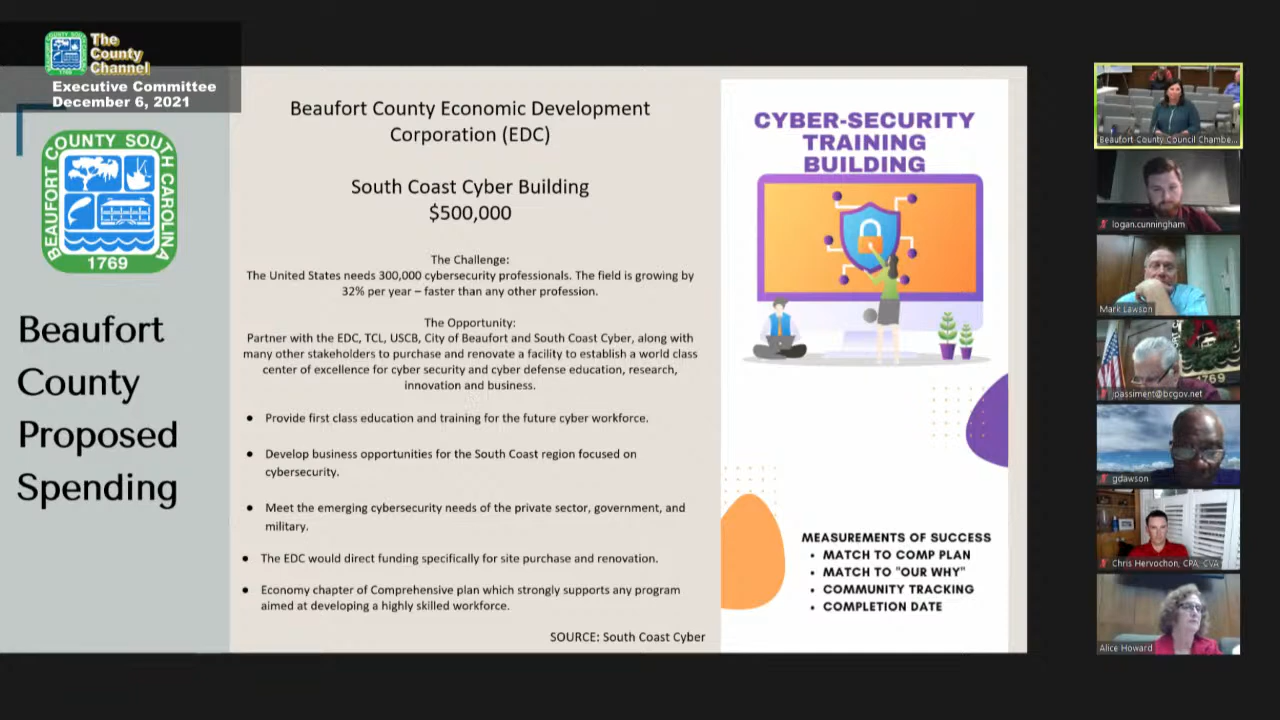 The
County
Channel
Executive Committee
December 6, 2021
BEAUFORT COUNTY SOUTH CAROLINA
1769
Beaufort
County
Proposed
Spending
Beaufort County Economic Development
Corporation (EDC)
South Coast Cyber Building
$500,000
The Challenge:
The United States needs 300,000 cybersecurity professionals. The field is growing by
32% per year – faster than any other profession.
The Opportunity:
Partner with the EDC, TCL, USCB, City of Beaufort and South Coast Cyber, along with
many other stakeholders to purchase and renovate a facility to establish a world class
center of excellence for cyber security and cyber defense education, research,
innovation and business.
● Provide first class education and training for the future cyber workforce.
● Develop business opportunities for the South Coast region focused on
cybersecurity.
● Meet the emerging cybersecurity needs of the private sector, government, and
military.
● The EDC would direct funding specifically for site purchase and renovation.
● Economy chapter of Comprehensive plan which strongly supports any program
aimed at developing a highly skilled workforce.
SOURCE: South Coast Cyber
CYBER-SECURITY
TRAINING
BUILDING
MEASUREMENTS OF SUCCESS
• MATCH TO COMP PLAN
• MATCH TO "OUR WHY"
• COMMUNITY TRACKING
• COMPLETION DATE
Beaufort County Council Chambe...
logan.cunningham
Mark Lawson
1769
jpassiment@bcgov.net
gdawson
Chris Hervochon, CPA, CVA
Alice Howard